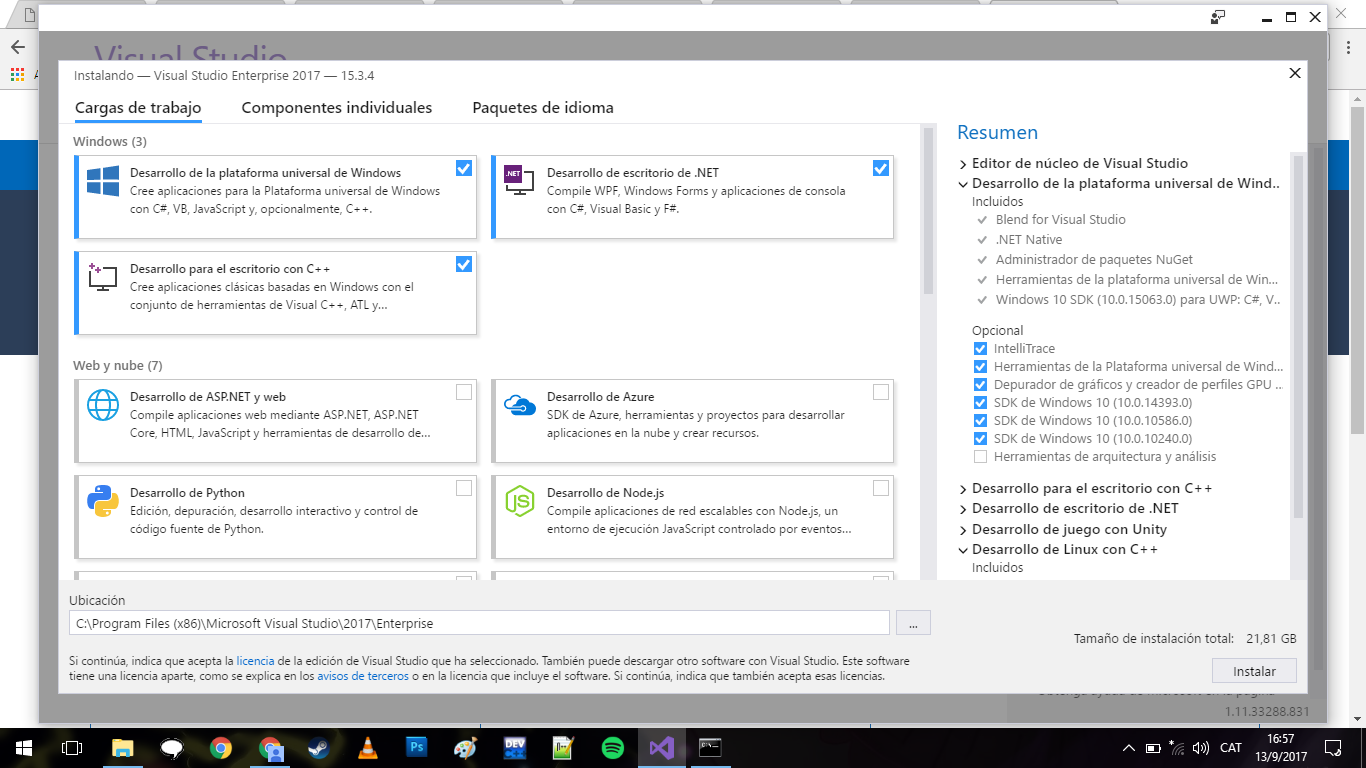 Visual Studio
Instalando — Visual Studio Enterprise 2017 — 15.3.4
Cargas de trabajo
Componentes individuales
Paquetes de idioma
Windows (3)
Desarrollo de la plataforma universal de Windows
Cree aplicaciones para la Plataforma universal de Windows
con C#, VB, JavaScript y, opcionalmente, C++.
.NET
Desarrollo de escritorio de .NET
Compile WPF, Windows Forms y aplicaciones de consola
con C#, Visual Basic y F#.
Desarrollo para el escritorio con C++
Cree aplicaciones clásicas basadas en Windows con el
conjunto de herramientas de Visual C++, ATL y...
Web y nube (7)
Desarrollo de ASP.NET y web
Compile aplicaciones web mediante ASP.NET, ASP.NET
Core, HTML, JavaScript y herramientas de desarrollo de...
Desarrollo de Azure
SDK de Azure, herramientas y proyectos para desarrollar
aplicaciones en la nube y crear recursos.
Desarrollo de Python
Edición, depuración, desarrollo interactivo y control de
código fuente de Python.
JS
Desarrollo de Node.js
Compile aplicaciones de red escalables con Node.js, un
entorno de ejecución JavaScript controlado por eventos...
Resumen
Editor de núcleo de Visual Studio
Desarrollo de la plataforma universal de Wind..
Incluidos
Blend for Visual Studio
.NET Native
Administrador de paquetes NuGet
Herramientas de la plataforma universal de Win...
Windows 10 SDK (10.0.15063.0) para UWP: C#, V..
Opcional
IntelliTrace
Herramientas de la Plataforma universal de Wind...
Depurador de gráficos y creador de perfiles GPU ...
SDK de Windows 10 (10.0.14393.0)
SDK de Windows 10 (10.0.10586.0)
SDK de Windows 10 (10.0.10240.0)
Herramientas de arquitectura y análisis
Desarrollo para el escritorio con C++
Desarrollo de escritorio de .NET
Desarrollo de juego con Unity
Desarrollo de Linux con C++
Incluidos
Ubicación
C:\Program Files (x86)\Microsoft Visual Studio\2017\Enterprise
...
Si continúa, indica que acepta la licencia de la edición de Visual Studio que ha seleccionado. También puede descargar otro software con Visual Studio. Este software
tiene una licencia aparte, como se explica en los avisos de terceros o en la licencia que incluye el software. Si continúa, indica que también acepta esas licencias.
Tamaño de instalación total: 21,81 GB
Instalar
1.11.33288.831
Ps
DEV
CAT
16:57
13/9/2017